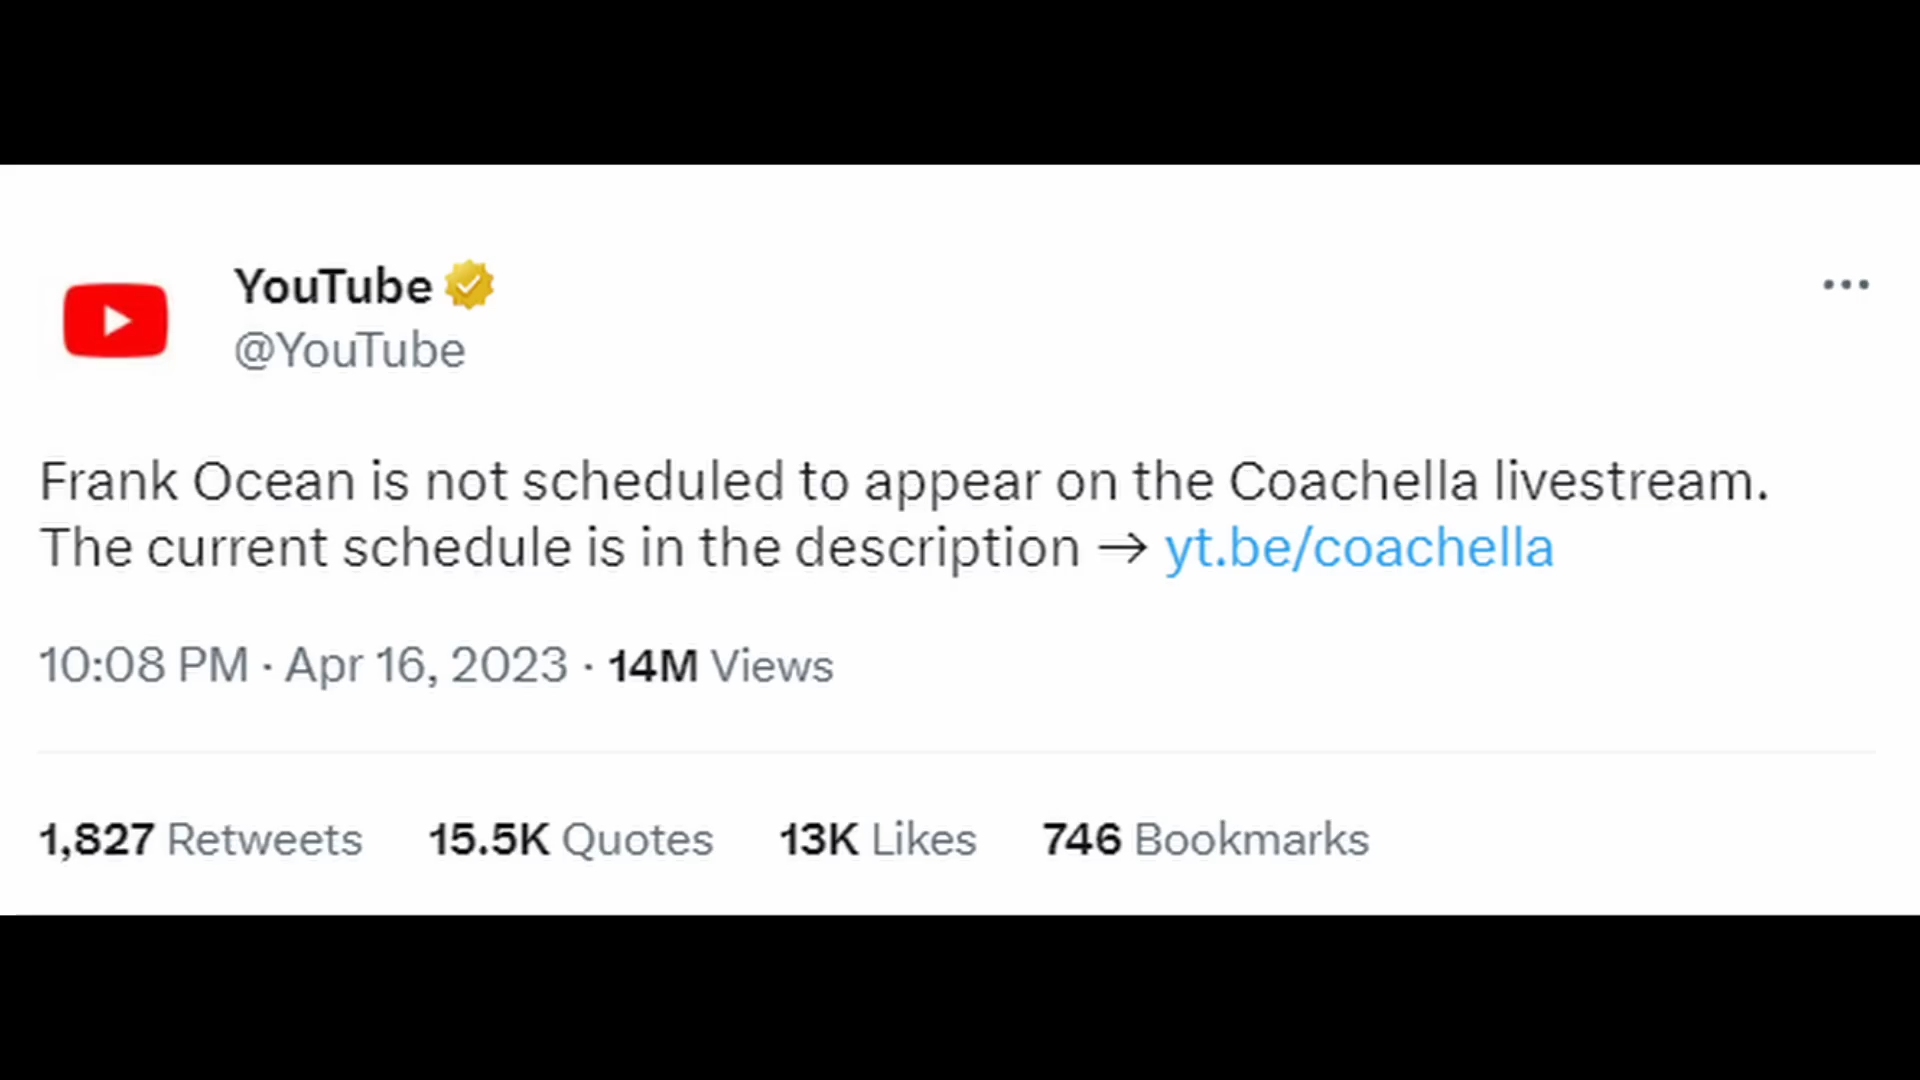 YouTube
@YouTube
Frank Ocean is not scheduled to appear on the Coachella livestream.
The current schedule is in the description → yt.be/coachella
10:08 PM · Apr 16, 2023 · 14M Views
1,827 Retweets 15.5K Quotes 13K Likes 746 Bookmarks